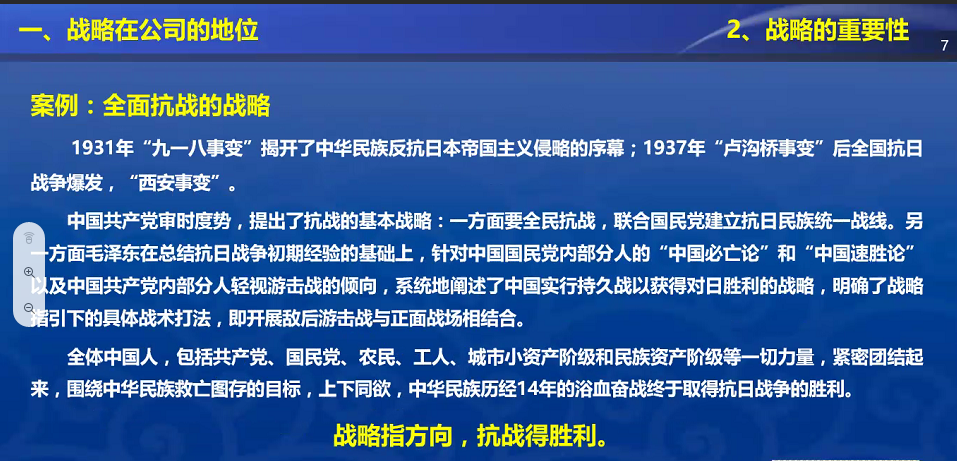 一、战略在公司的地位
2、战略的重要性
7
案例：全面抗战的战略
1931年“九一八事变”揭开了中华民族反抗日本帝国主义侵略的序幕；1937年“卢沟桥事变”后全国抗日
战争爆发，“西安事变”。
中国共产党审时度势，提出了抗战的基本战略：一方面要全民抗战，联合国民党建立抗日民族统一战线。另
一方面毛泽东在总结抗日战争初期经验的基础上，针对中国国民党内部分人的“中国必亡论”和“中国速胜论”
以及中国共产党内部分人轻视游击战的倾向，系统地阐述了中国实行持久战以获得对日胜利的战略，明确了战略
指引下的具体战术打法，即开展敌后游击战与正面战场相结合。
全体中国人，包括共产党、国民党、农民、工人、城市小资产阶级和民族资产阶级等一切力量，紧密团结起
来，围绕中华民族救亡图存的目标，上下同欲，中华民族历经14年的浴血奋战终于取得抗日战争的胜利。
战略指方向，抗战得胜利。